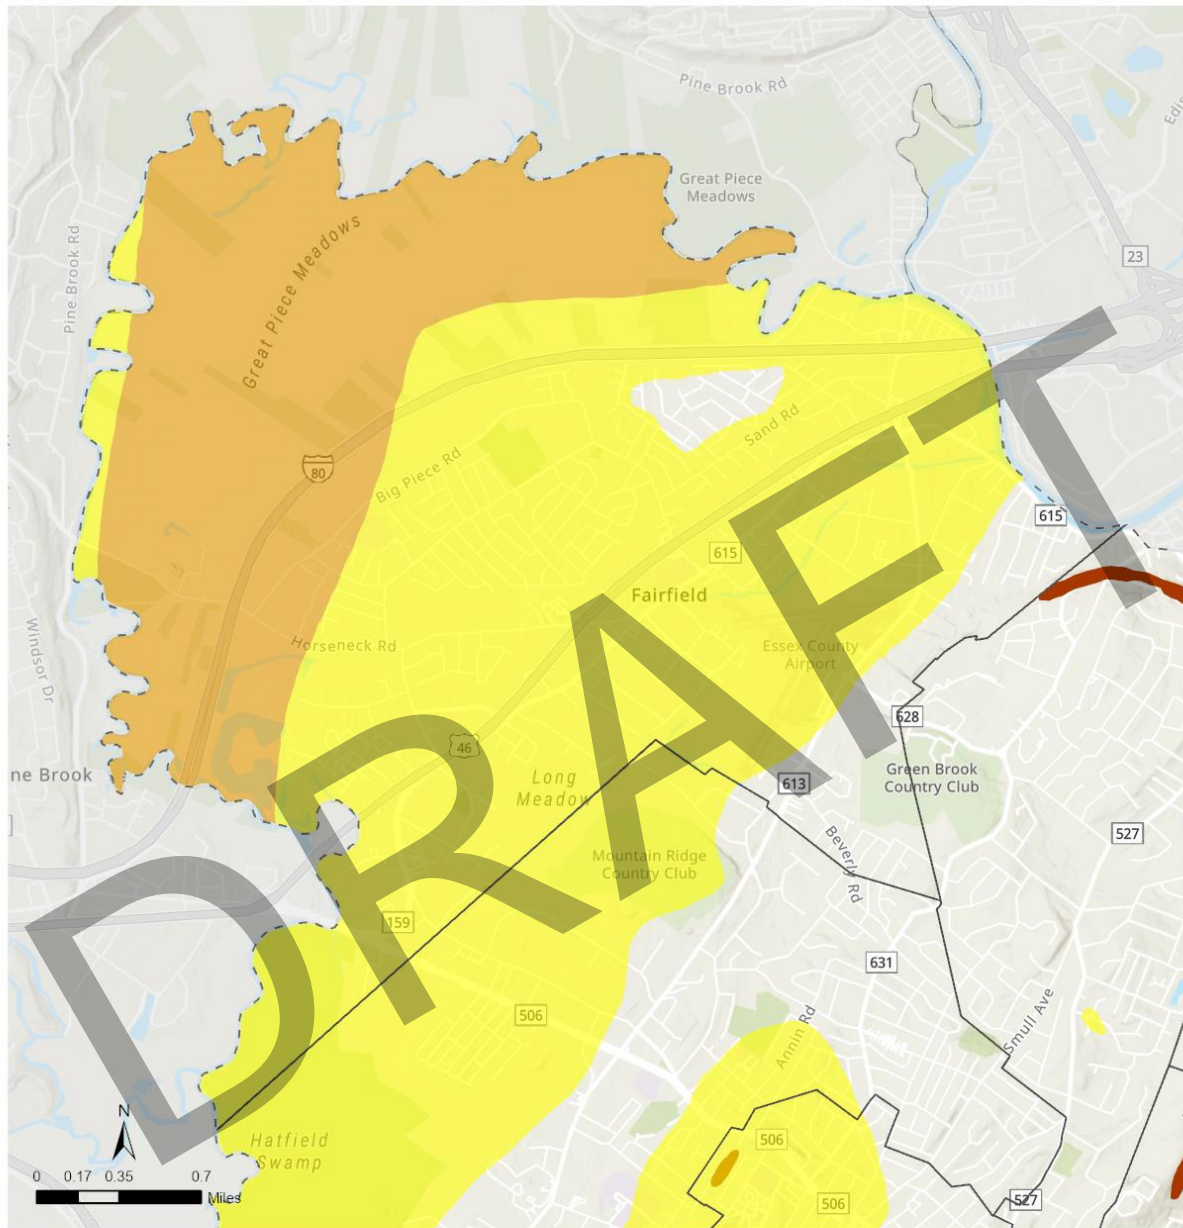 Pine Brook Rd
Edis
Great Piece
Meadows
Pine Brook Rd
Great Piece Meadows
23
80
Big Piece Rd
Sand Rd
615
615
Fairfield
Windsor Dr
Horseneck Rd
Essex County
Airport
628
46
ne Brook
Long
Meadow
613
Green Brook
Country Club
527
Beverly Rd
Mountain Ridge
Country Club
159
631
506
Annin Rd
Smull Ave
N
Hatfield
Swamp
506
0 0.17 0.35 0.7
Miles
506
527
DRAFT